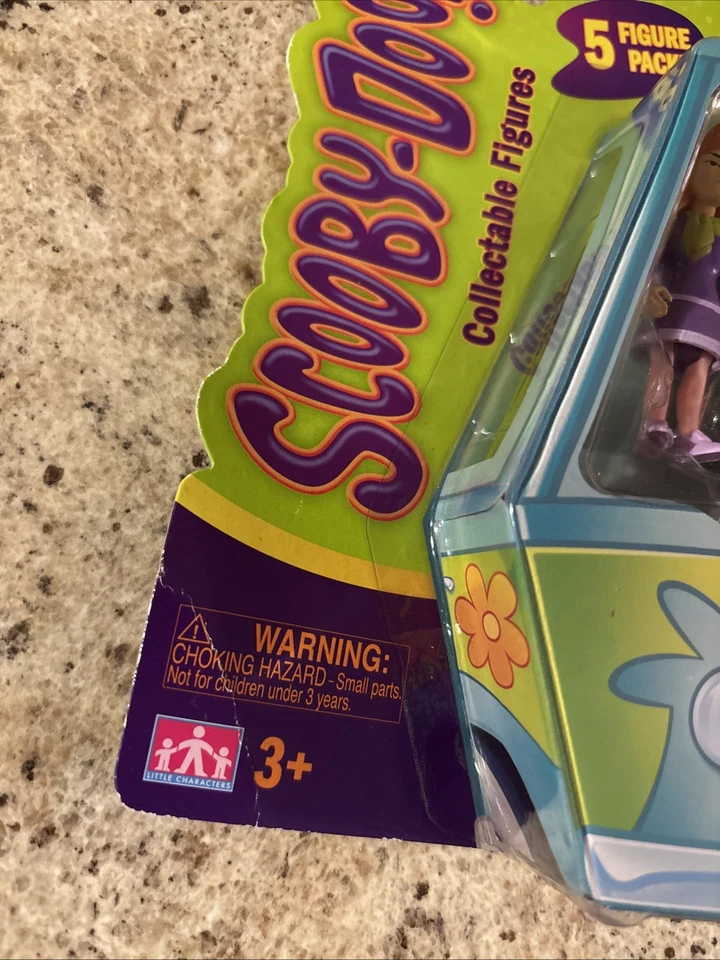 SCOOBY-DOO!
Collectable Figures
5 FIGURE
PACK
WARNING:
CHOKING HAZARD - Small parts.
Not for children under 3 years.
LITTLE CHARACTERS
3+